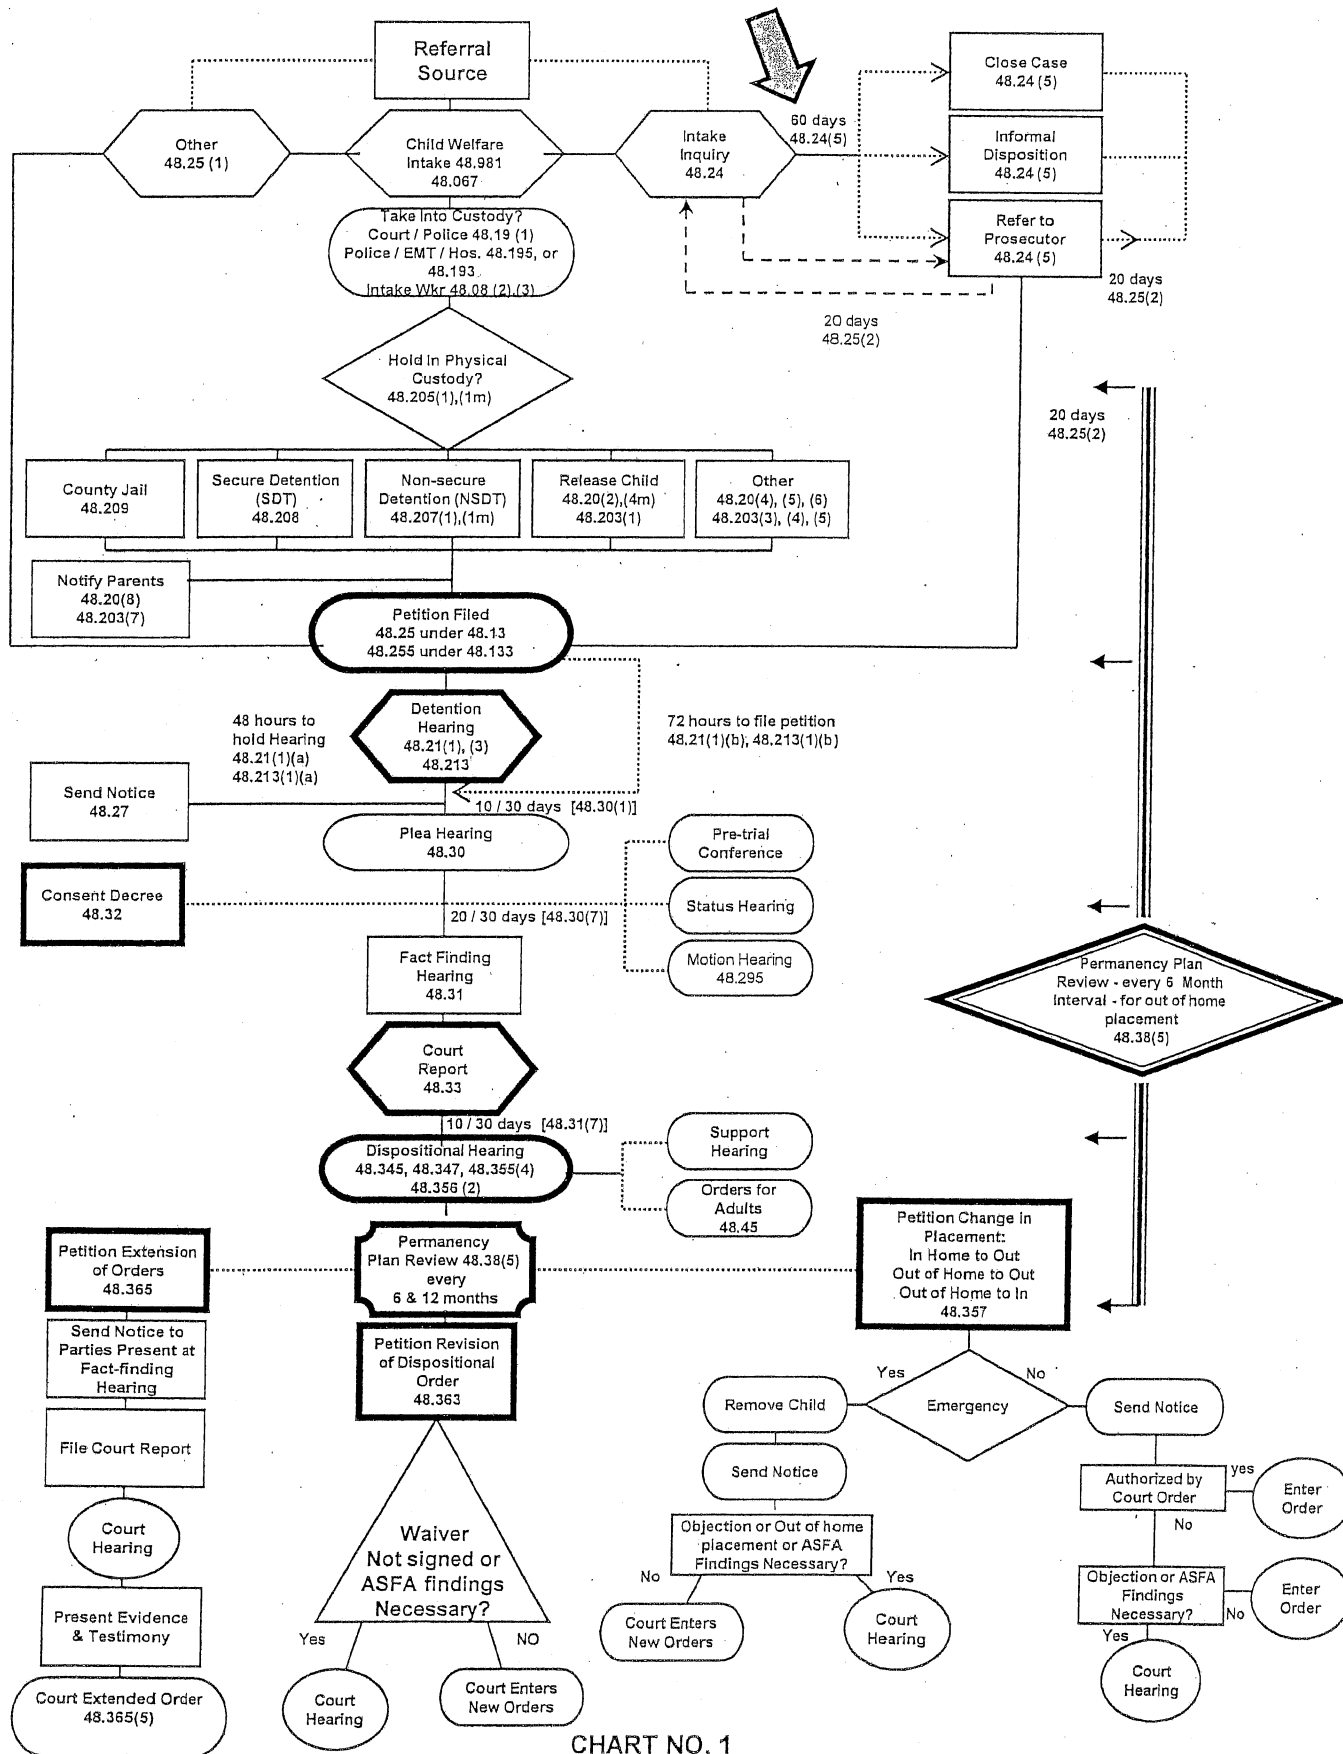 Referral
Source
Other
48.25 (1)
Child Welfare
Intake 48.981
48.067
Intake
Inquiry
48.24
60 days
48.24(5)
Close Case
48.24 (5)
Informal
Disposition
48.24 (5)
Refer to
Prosecutor
48.24 (5)
20 days
48.25(2)
20 days
48.25(2)
Take Into Custody?
Court / Police 48.19 (1)
Police / EMT / Hos. 48.195, or
48.193
Intake Wkr 48.08 (2),(3)
Hold In Physical
Custody?
48.205(1),(1m)
20 days
48.25(2)
County Jail
48.209
Secure Detention
(SDT)
48.208
Non-secure
Detention (NSDT)
48.207(1),(1m)
Release Child
48.20(2),(4m)
48.203(1)
Other
48.20(4), (5), (6)
48.203(3), (4), (5)
Notify Parents
48.20(8)
48.203(7)
Petition Filed
48.25 under 48.13
48.255 under 48.133
48 hours to
hold Hearing
48.21(1)(a)
48.213(1)(a)
Detention
Hearing
48.21(1), (3)
48.213
72 hours to file petition
48.21(1)(b); 48.213(1)(b)
Send Notice
48.27
10 / 30 days [48.30(1)]
Plea Hearing
48.30
Pre-trial
Conference
Consent Decree
48.32
Status Hearing
20 / 30 days [48.30(7)]
Motion Hearing
48.295
Fact Finding
Hearing
48.31
Permanency Plan
Review - every 6 Month
Interval - for out of home
placement
48.38(5)
Court
Report
48.33
10 / 30 days [48.31(7)]
Dispositional Hearing
48.345, 48.347, 48.355(4)
48.356 (2)
Support
Hearing
Orders for
Adults
48.45
Petition Extension
of Orders
48.365
Permanency
Plan Review 48.38(5)
every
6 & 12 months
Petition Change in
Placement:
In Home to Out
Out of Home to Out
Out of Home to In
48.357
Send Notice to
Parties Present at
Fact-finding
Hearing
Petition Revision
of Dispositional
Order
48.363
Yes
No
Remove Child
Emergency
Send Notice
File Court Report
Send Notice
Authorized by
Court Order
yes
Enter
Order
No
Court
Hearing
Waiver
Not signed or
ASFA findings
Necessary?
Objection or Out of home
placement or ASFA
Findings Necessary?
No
Yes
Objection or ASFA
Findings
Necessary?
No
Enter
Order
Yes
Present Evidence
& Testimony
Yes
NO
Court Enters
New Orders
Court
Hearing
Court
Hearing
Court Extended Order
48.365(5)
Court
Hearing
Court Enters
New Orders
CHART NO. 1